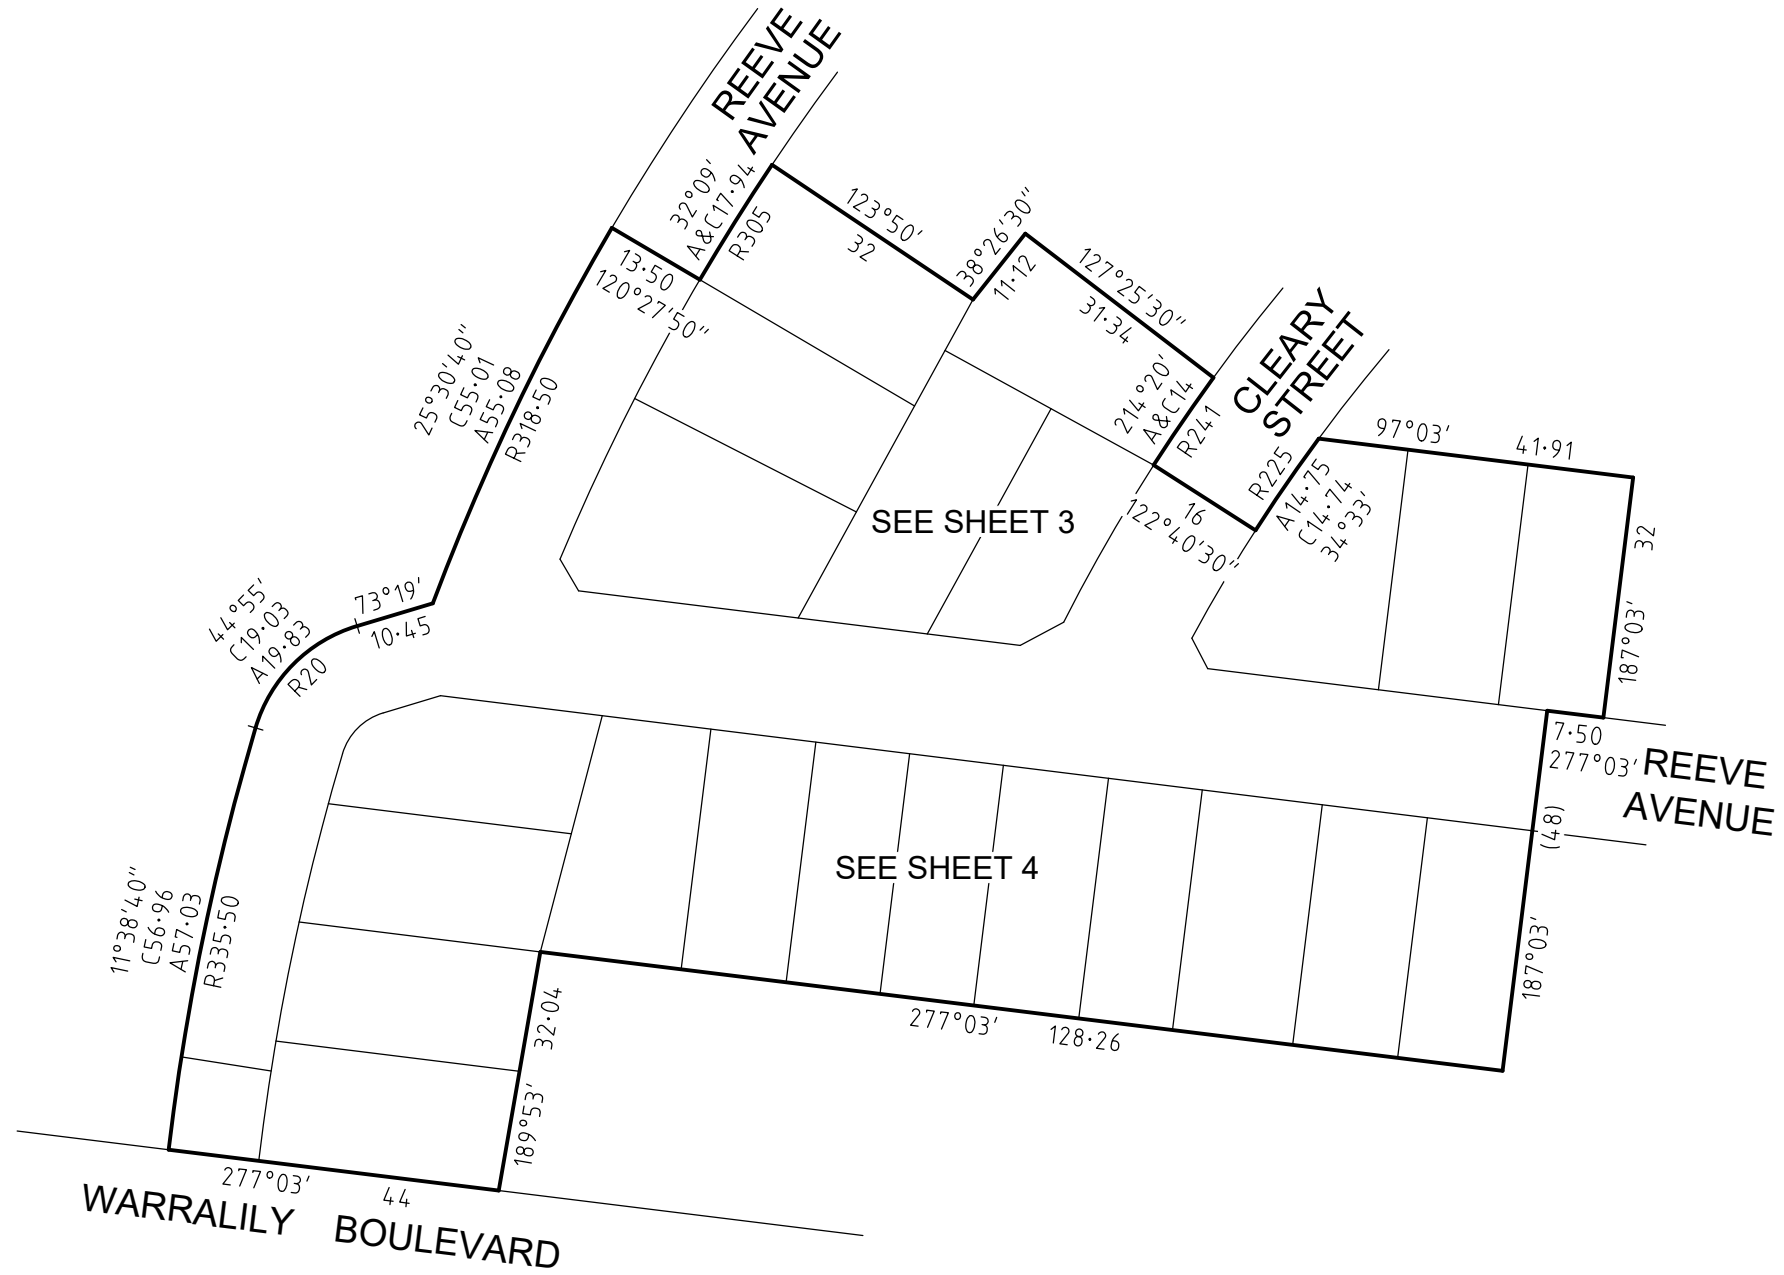 REEVE
AVENUE
32°09'
A&C17·94
R305
123°50'
32
38°26'30"
11·12
127°25'30"
31·34
13·50
120°27'50"
CLEARY
STREET
214°20'
A&C14
R241
R225
A14·75
C14·74
34°33'
97°03'
41·91
25°30'40"
C55·01
A55·08
R318·50
SEE SHEET 3
16
122°40'30"
32
187°03'
44°55'
C19·03
A19·83
R20
73°19'
10·45
7·50
277°03'
REEVE
AVENUE
(48)
SEE SHEET 4
11°38'40"
C56·96
A57·03
R335·50
187°03'
32·04
189°53'
277°03'
128·26
277°03'
44
WARRALILY BOULEVARD